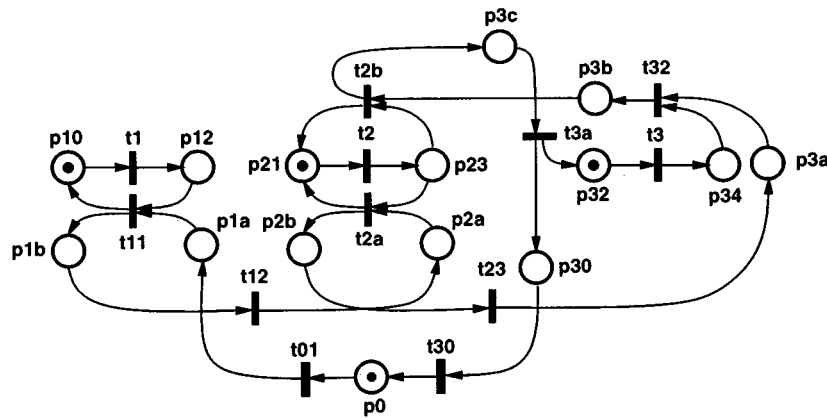 p3c
t2b
p3b
t32
p10
t1
p12
p21
t2
p23
t3a
t3
p3a
p32
p34
p1b
t11
p1a
p2b
t2a
p2a
t12
t23
p30
t01
t30
p0